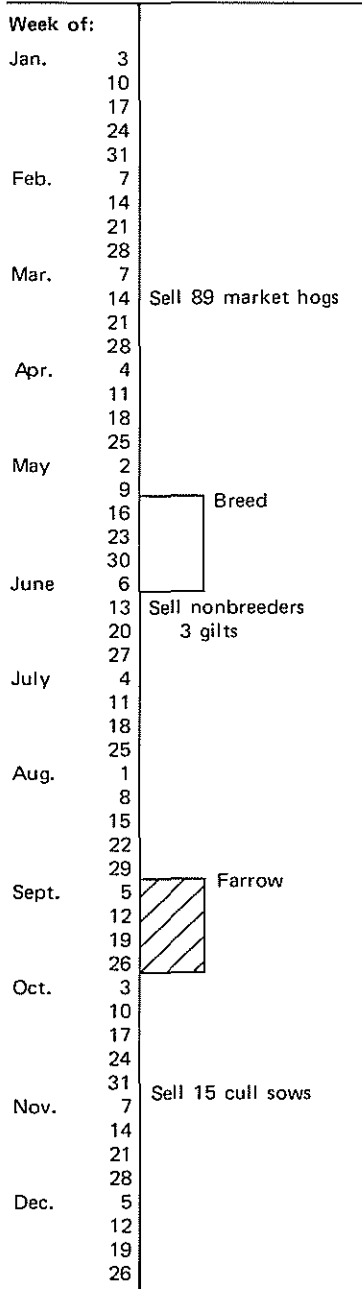 Week of:
Jan. 3
10
17
24
31
Feb. 7
14
21
28
Mar. 7
14 Sell 89 market hogs
21
28
Apr. 4
11
18
25
May 2
9 Breed
16
23
30
June 6
13 Sell nonbreeders
20 3 gilts
27
July 4
11
18
25
Aug. 1
8
15
22
29 Farrow
Sept. 5
12
19
26
Oct. 3
10
17
24
31 Sell 15 cull sows
Nov. 7
14
21
28
Dec. 5
12
19
26